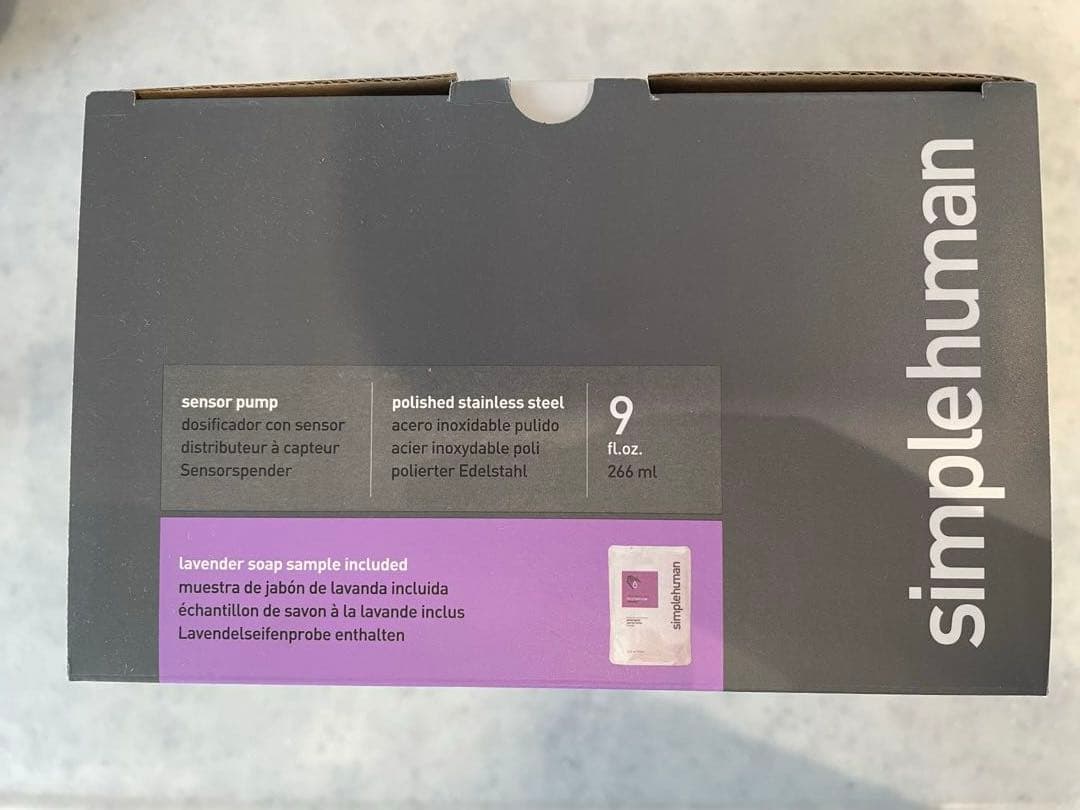 sensor pump
dosificador con sensor
distributeur à capteur
Sensorspender
polished stainless steel
acero inoxidable pulido
acier inoxydable poli
polierter Edelstahl
9
fl.oz.
266 ml
lavender soap sample included
muestra de jabón de lavanda incluida
échantillon de savon à la lavande inclus
Lavendelseifenprobe enthalten
simplehuman
simplehuman